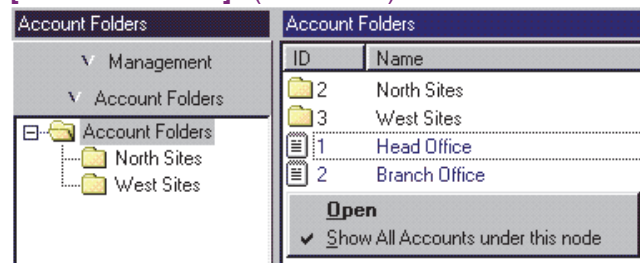 Account Folders
Management
Account Folders
Account Folders
North Sites
West Sites
Account Folders
ID Name
2 North Sites
3 West Sites
1 Head Office
2 Branch Office
Open
Show All Accounts under this node